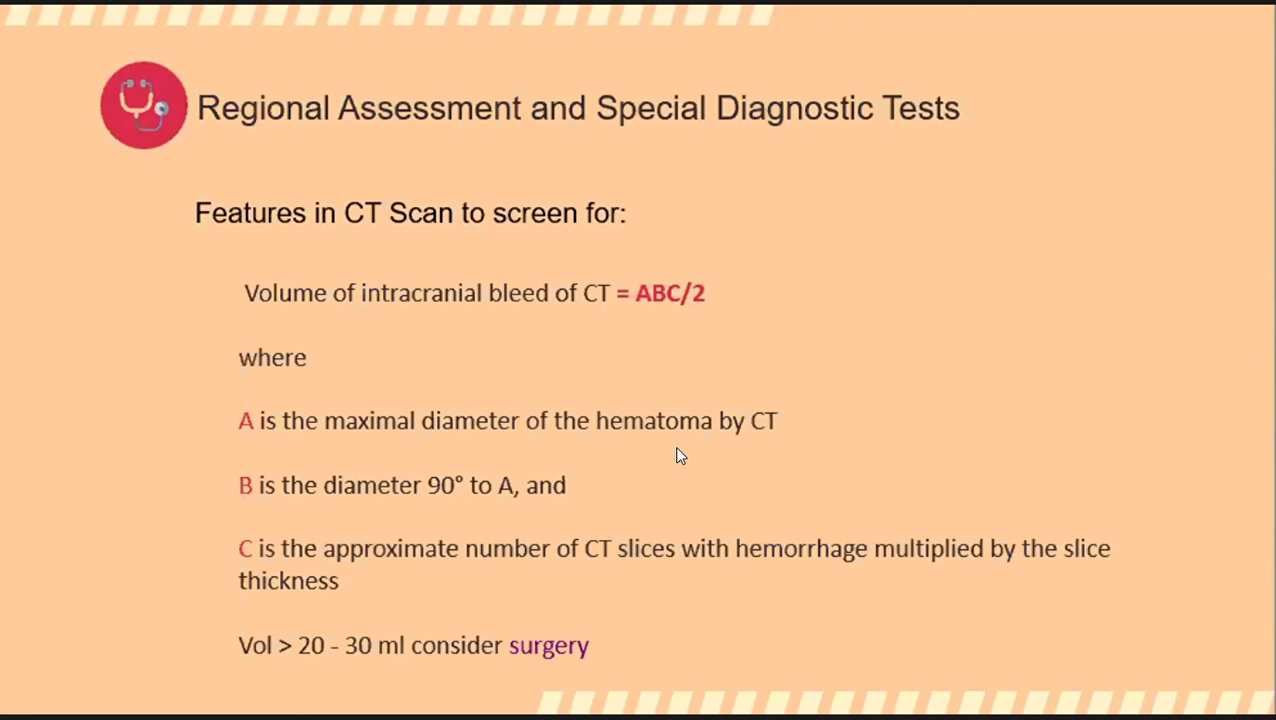 Regional Assessment and Special Diagnostic Tests
Features in CT Scan to screen for:
Volume of intracranial bleed of CT = ABC/2
where
A is the maximal diameter of the hematoma by CT
B is the diameter 90° to A, and
C is the approximate number of CT slices with hemorrhage multiplied by the slice
thickness
Vol > 20 - 30 ml consider surgery